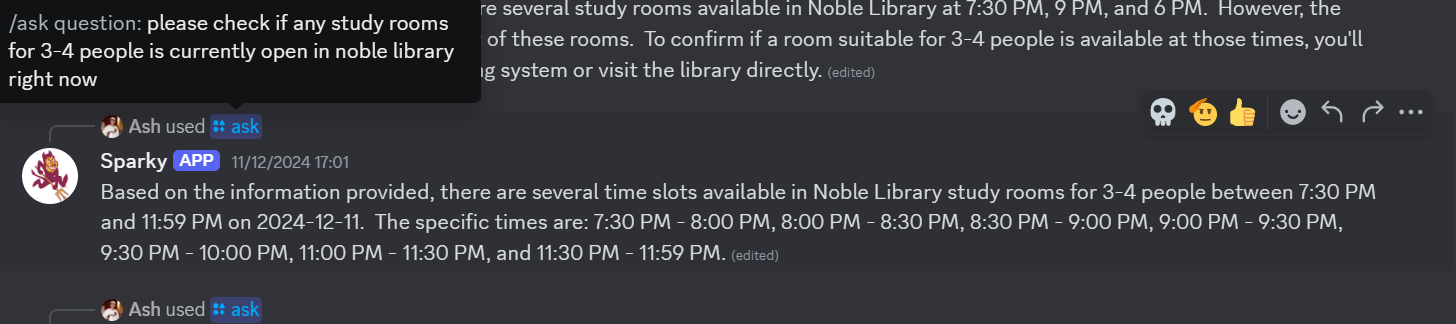 /ask question: please check if any study rooms
for 3-4 people is currently open in noble library
right now
re several study rooms available in Noble Library at 7:30 PM, 9 PM, and 6 PM. However, the
of these rooms. To confirm if a room suitable for 3-4 people is available at those times, you'll
ng system or visit the library directly. (edited)
Ash used ask
Sparky APP 11/12/2024 17:01
Based on the information provided, there are several time slots available in Noble Library study rooms for 3-4 people between 7:30 PM
and 11:59 PM on 2024-12-11. The specific times are: 7:30 PM - 8:00 PM, 8:00 PM - 8:30 PM, 8:30 PM - 9:00 PM, 9:00 PM - 9:30 PM,
9:30 PM - 10:00 PM, 11:00 PM - 11:30 PM, and 11:30 PM - 11:59 PM. (edited)
Ash used ask